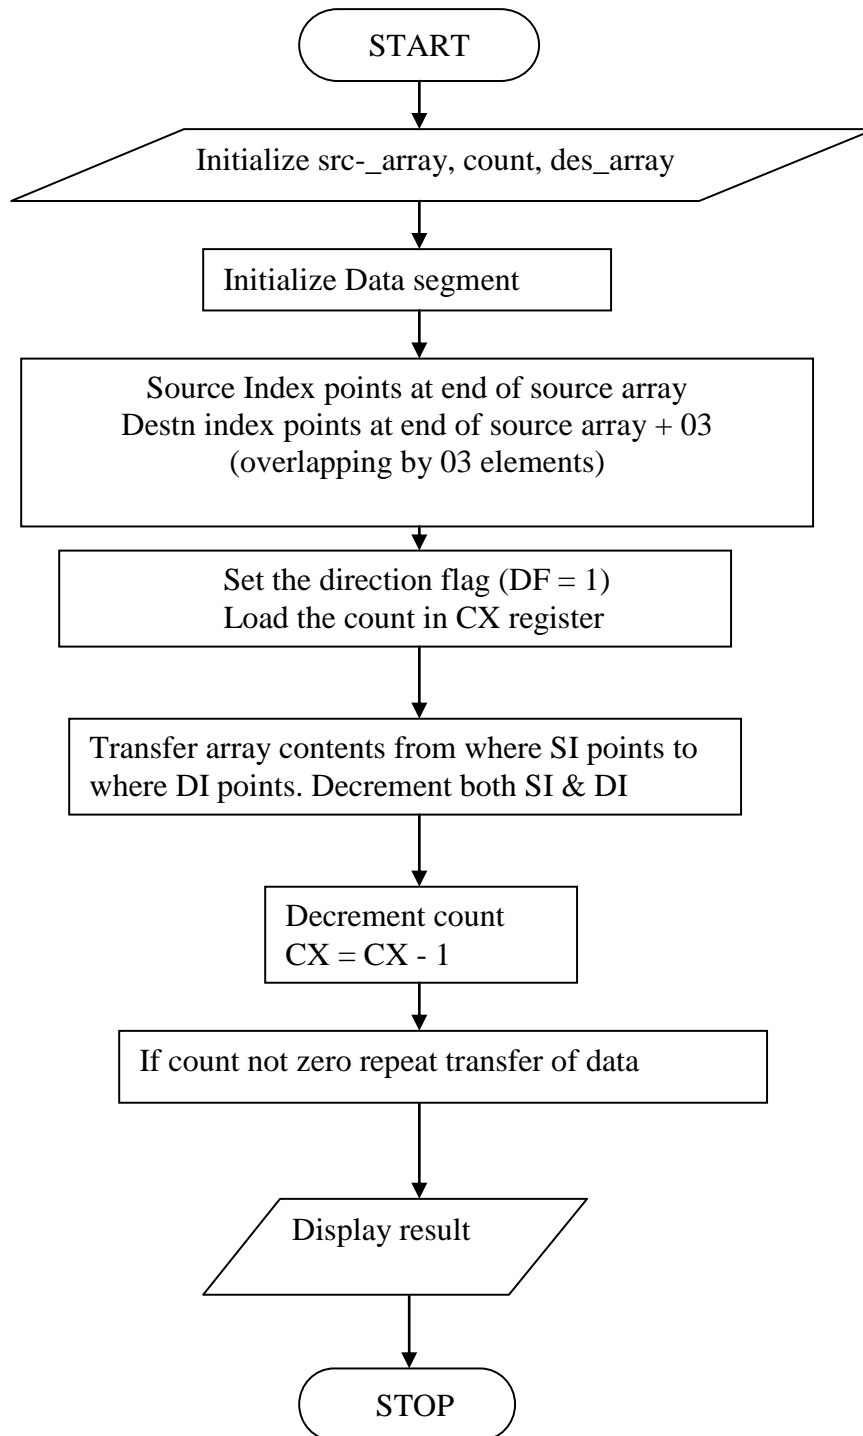 START
Initialize src-_array, count, des_array
Initialize Data segment
Source Index points at end of source array
Destn index points at end of source array + 03
(overlapping by 03 elements)
Set the direction flag (DF = 1)
Load the count in CX register
Transfer array contents from where SI points to
where DI points. Decrement both SI & DI
Decrement count
CX = CX - 1
If count not zero repeat transfer of data
Display result
STOP